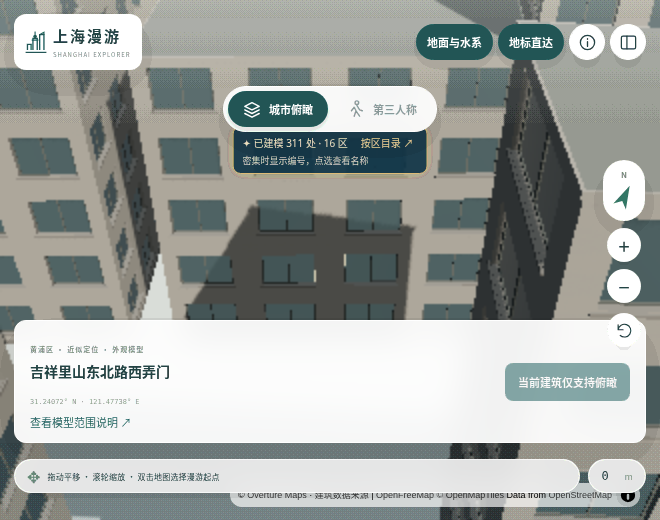 上海漫游
SHANGHAI EXPLORER
地面与水系
地标直达
城市俯瞰
第三人称
✦ 已建模 311 处 · 16 区 按区目录 ↗
密集时显示编号，点选查看名称
N
+
−
黄浦区 · 近似定位 · 外观模型
吉祥里山东北路西弄门
31.24072° N · 121.47738° E
查看模型范围说明 ↗
当前建筑仅支持俯瞰
拖动平移 · 滚轮缩放 · 双击地图选择漫游起点
0 m
© Overture Maps · 建筑数据来源 | OpenFreeMap © OpenMapTiles Data from OpenStreetMap